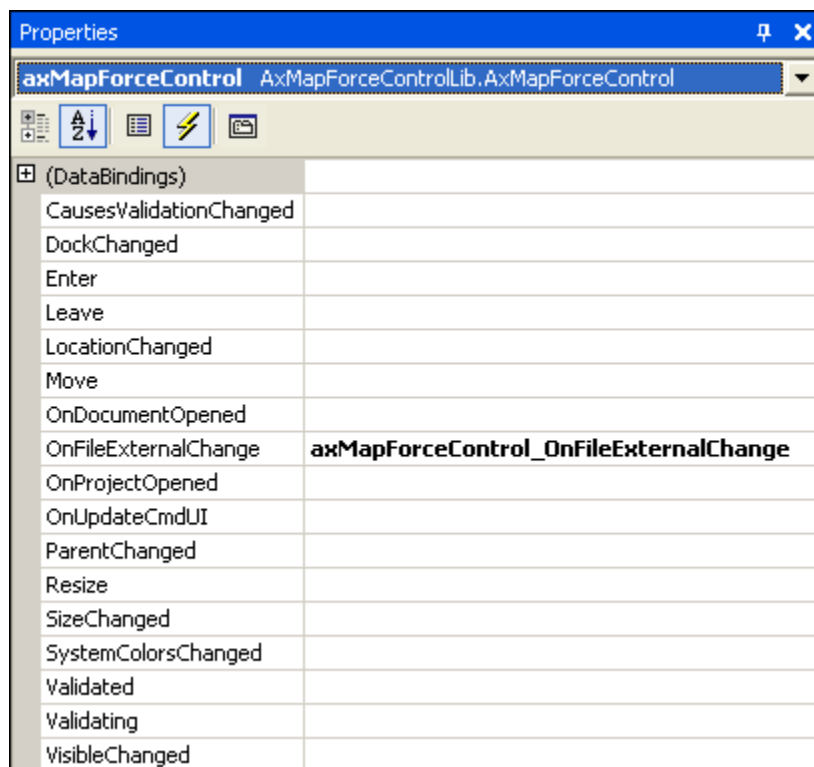 Properties
axMapForceControl AxMapForceControlLib.AxMapForceControl
(DataBindings)
CausesValidationChanged
DockChanged
Enter
Leave
LocationChanged
Move
OnDocumentOpened
OnFileExternalChange axMapForceControl_OnFileExternalChange
OnProjectOpened
OnUpdateCmdUI
ParentChanged
Resize
SizeChanged
SystemColorsChanged
Validated
Validating
VisibleChanged